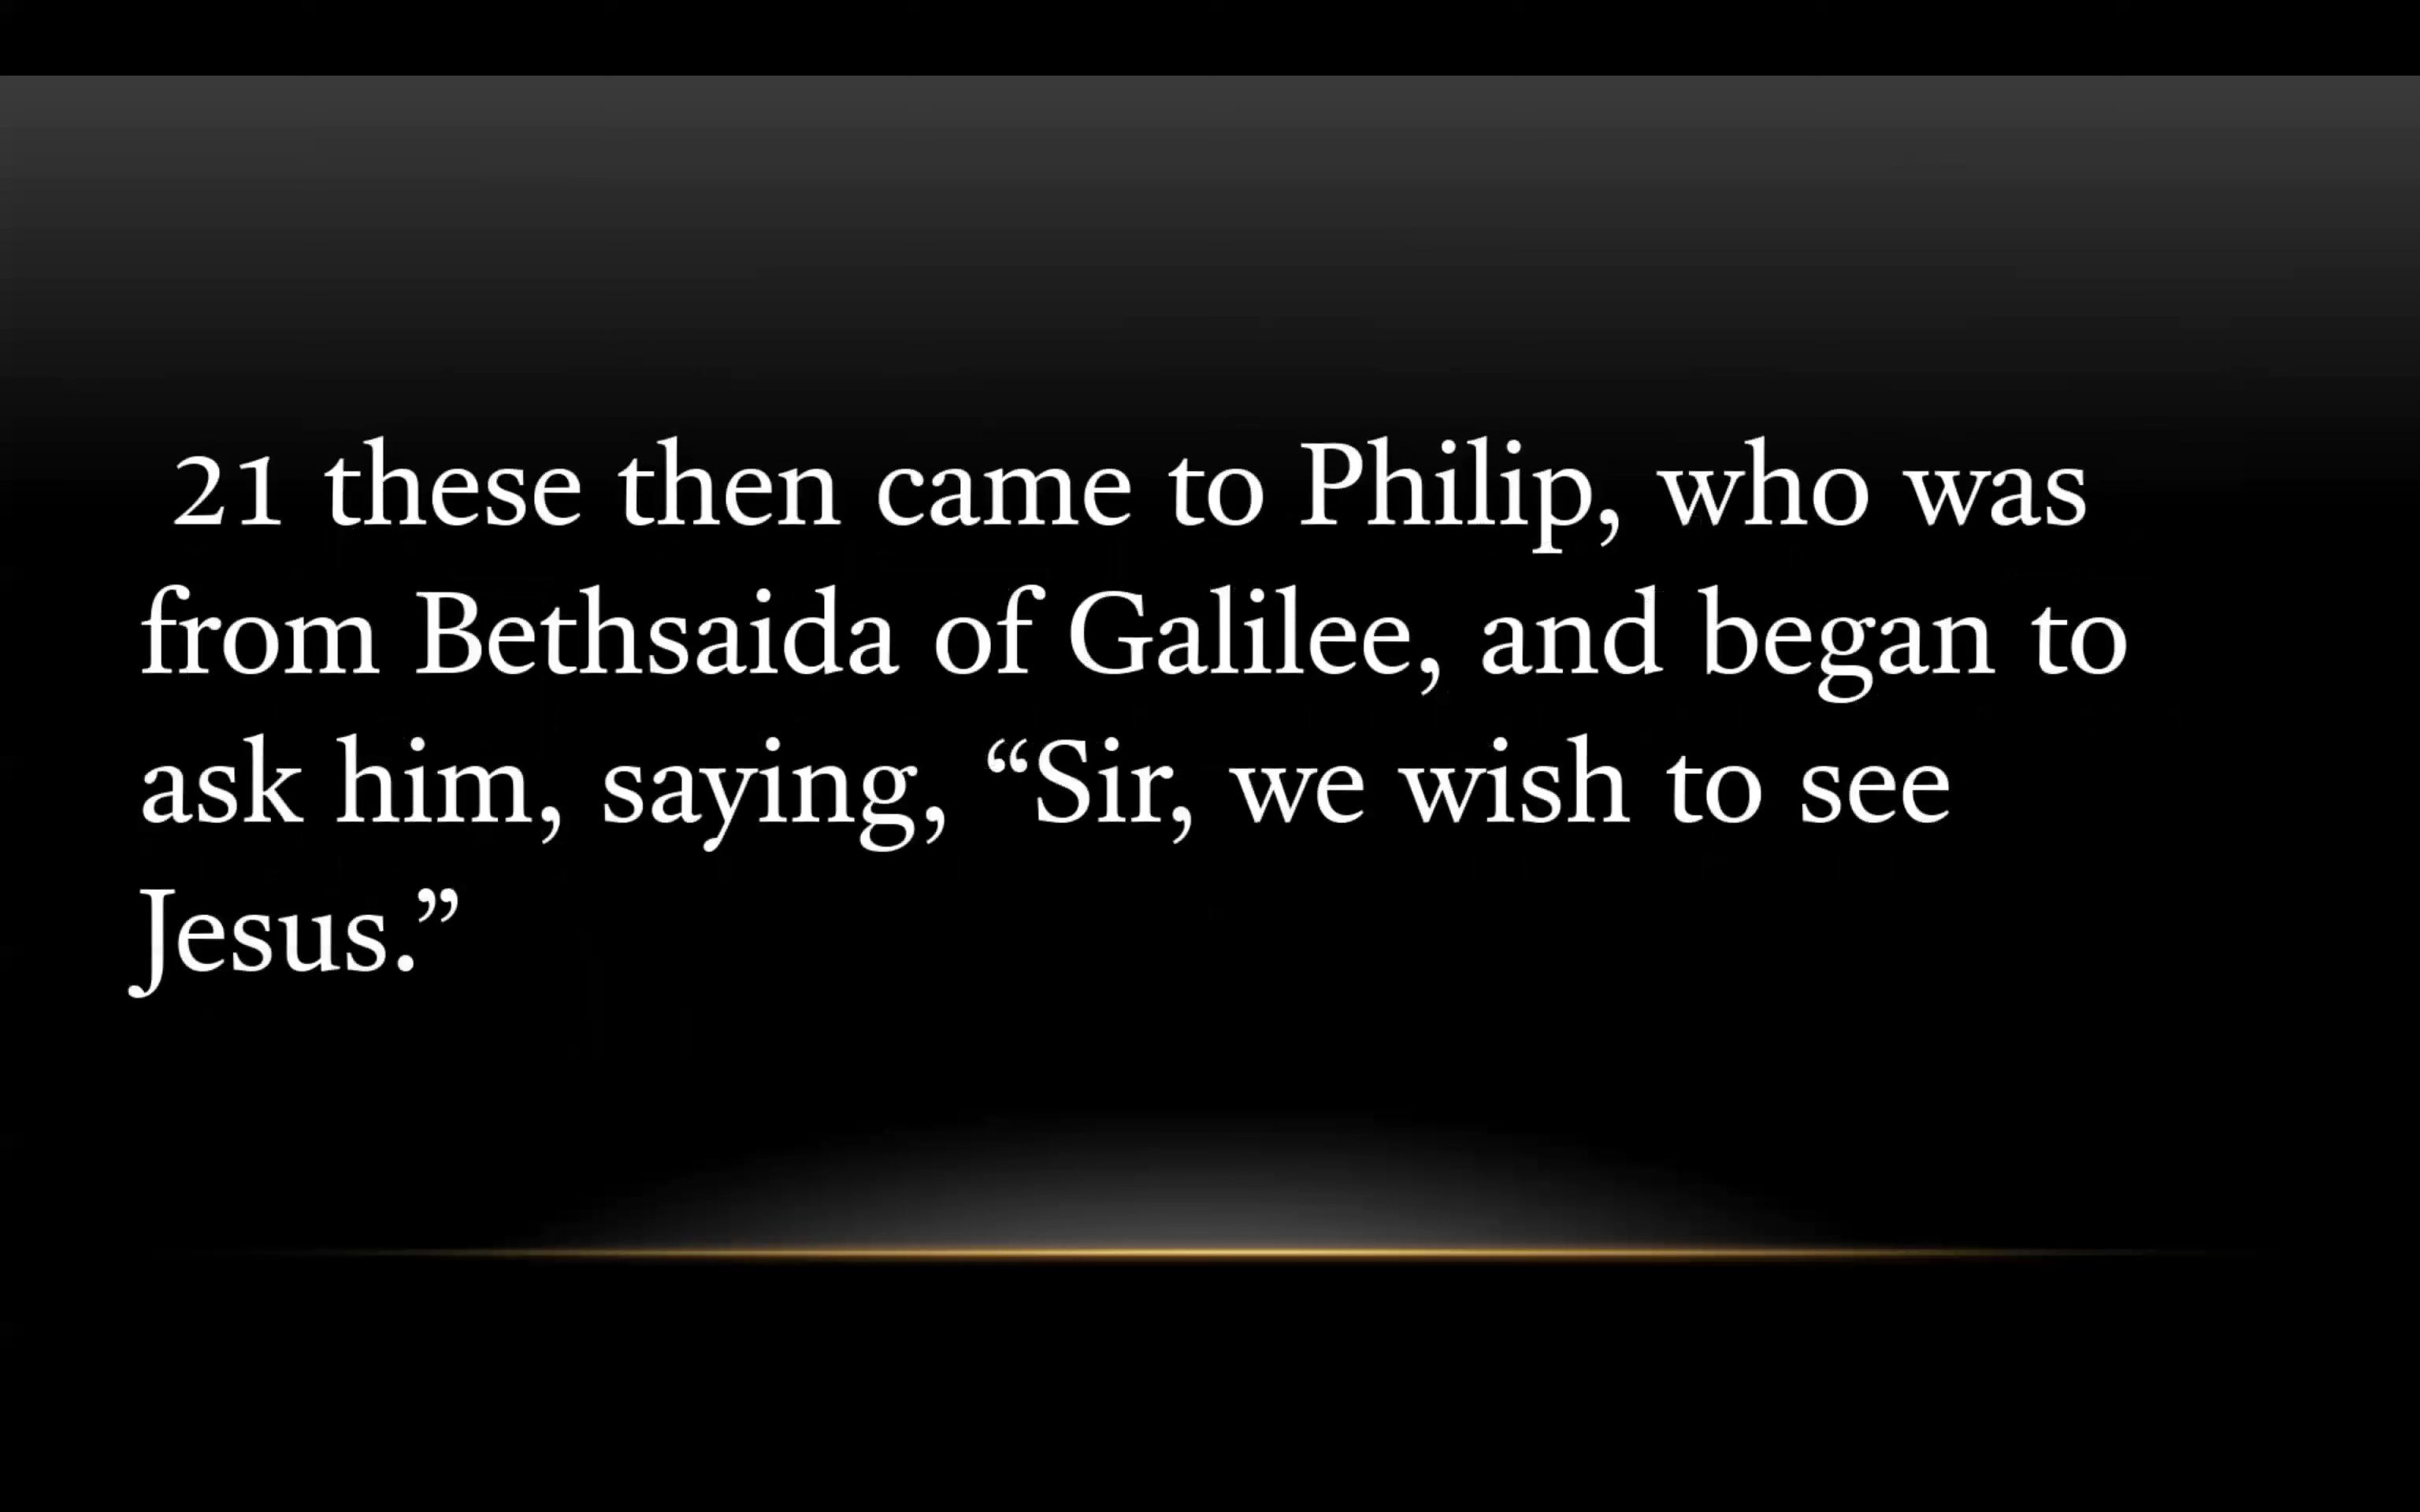 21 these then came to Philip, who was
from Bethsaida of Galilee, and began to
ask him, saying, “Sir, we wish to see
Jesus.”